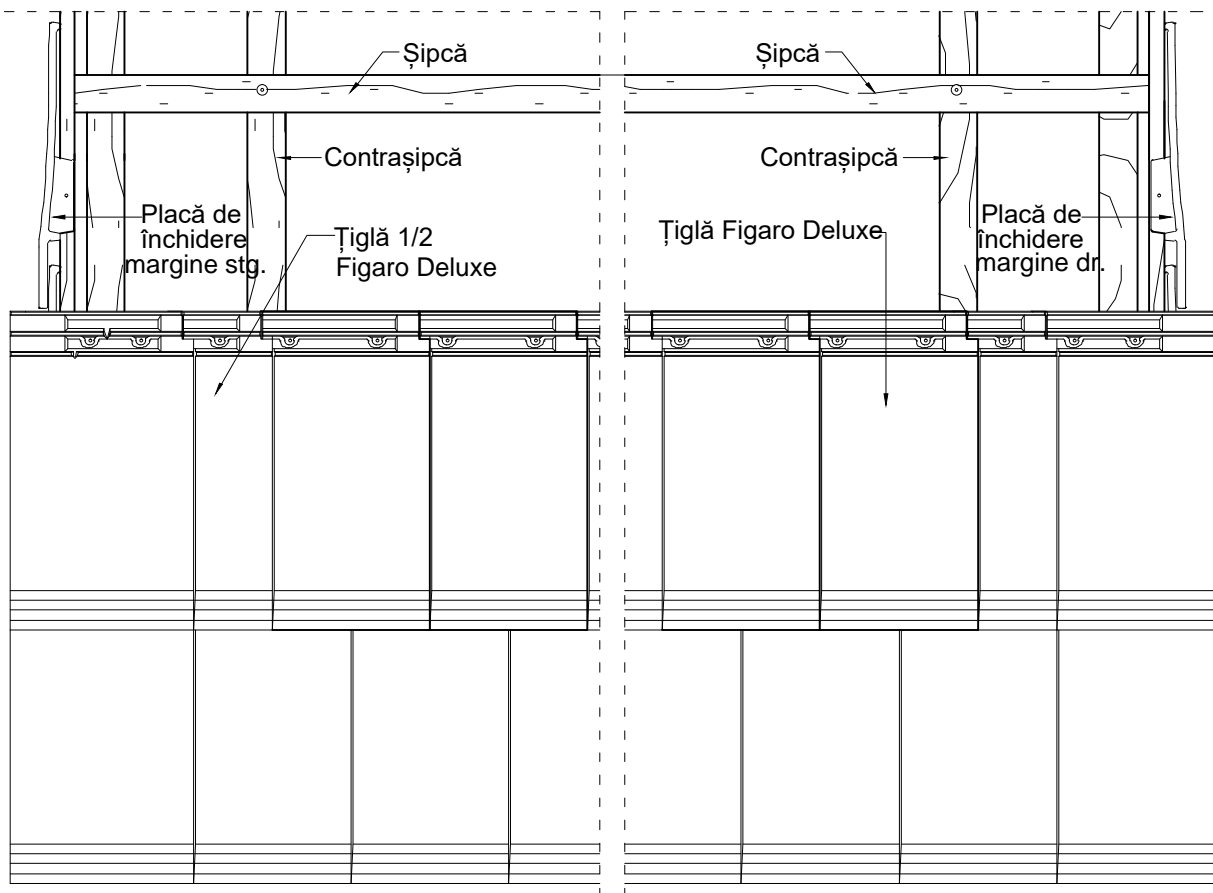 Șipcă
Șipcă
Contrașipcă
Contrașipcă
Placă de
închidere
margine stg.
Țiglă 1/2
Figaro Deluxe
Țiglă Figaro Deluxe
Placă de
închidere
margine dr.